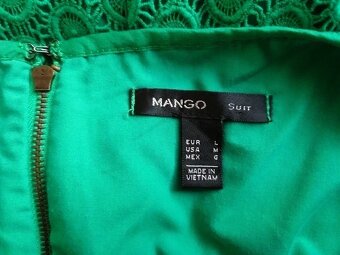 MANGO Suit
EUR L
USA M
MEX G
MADE IN
VIETNAM